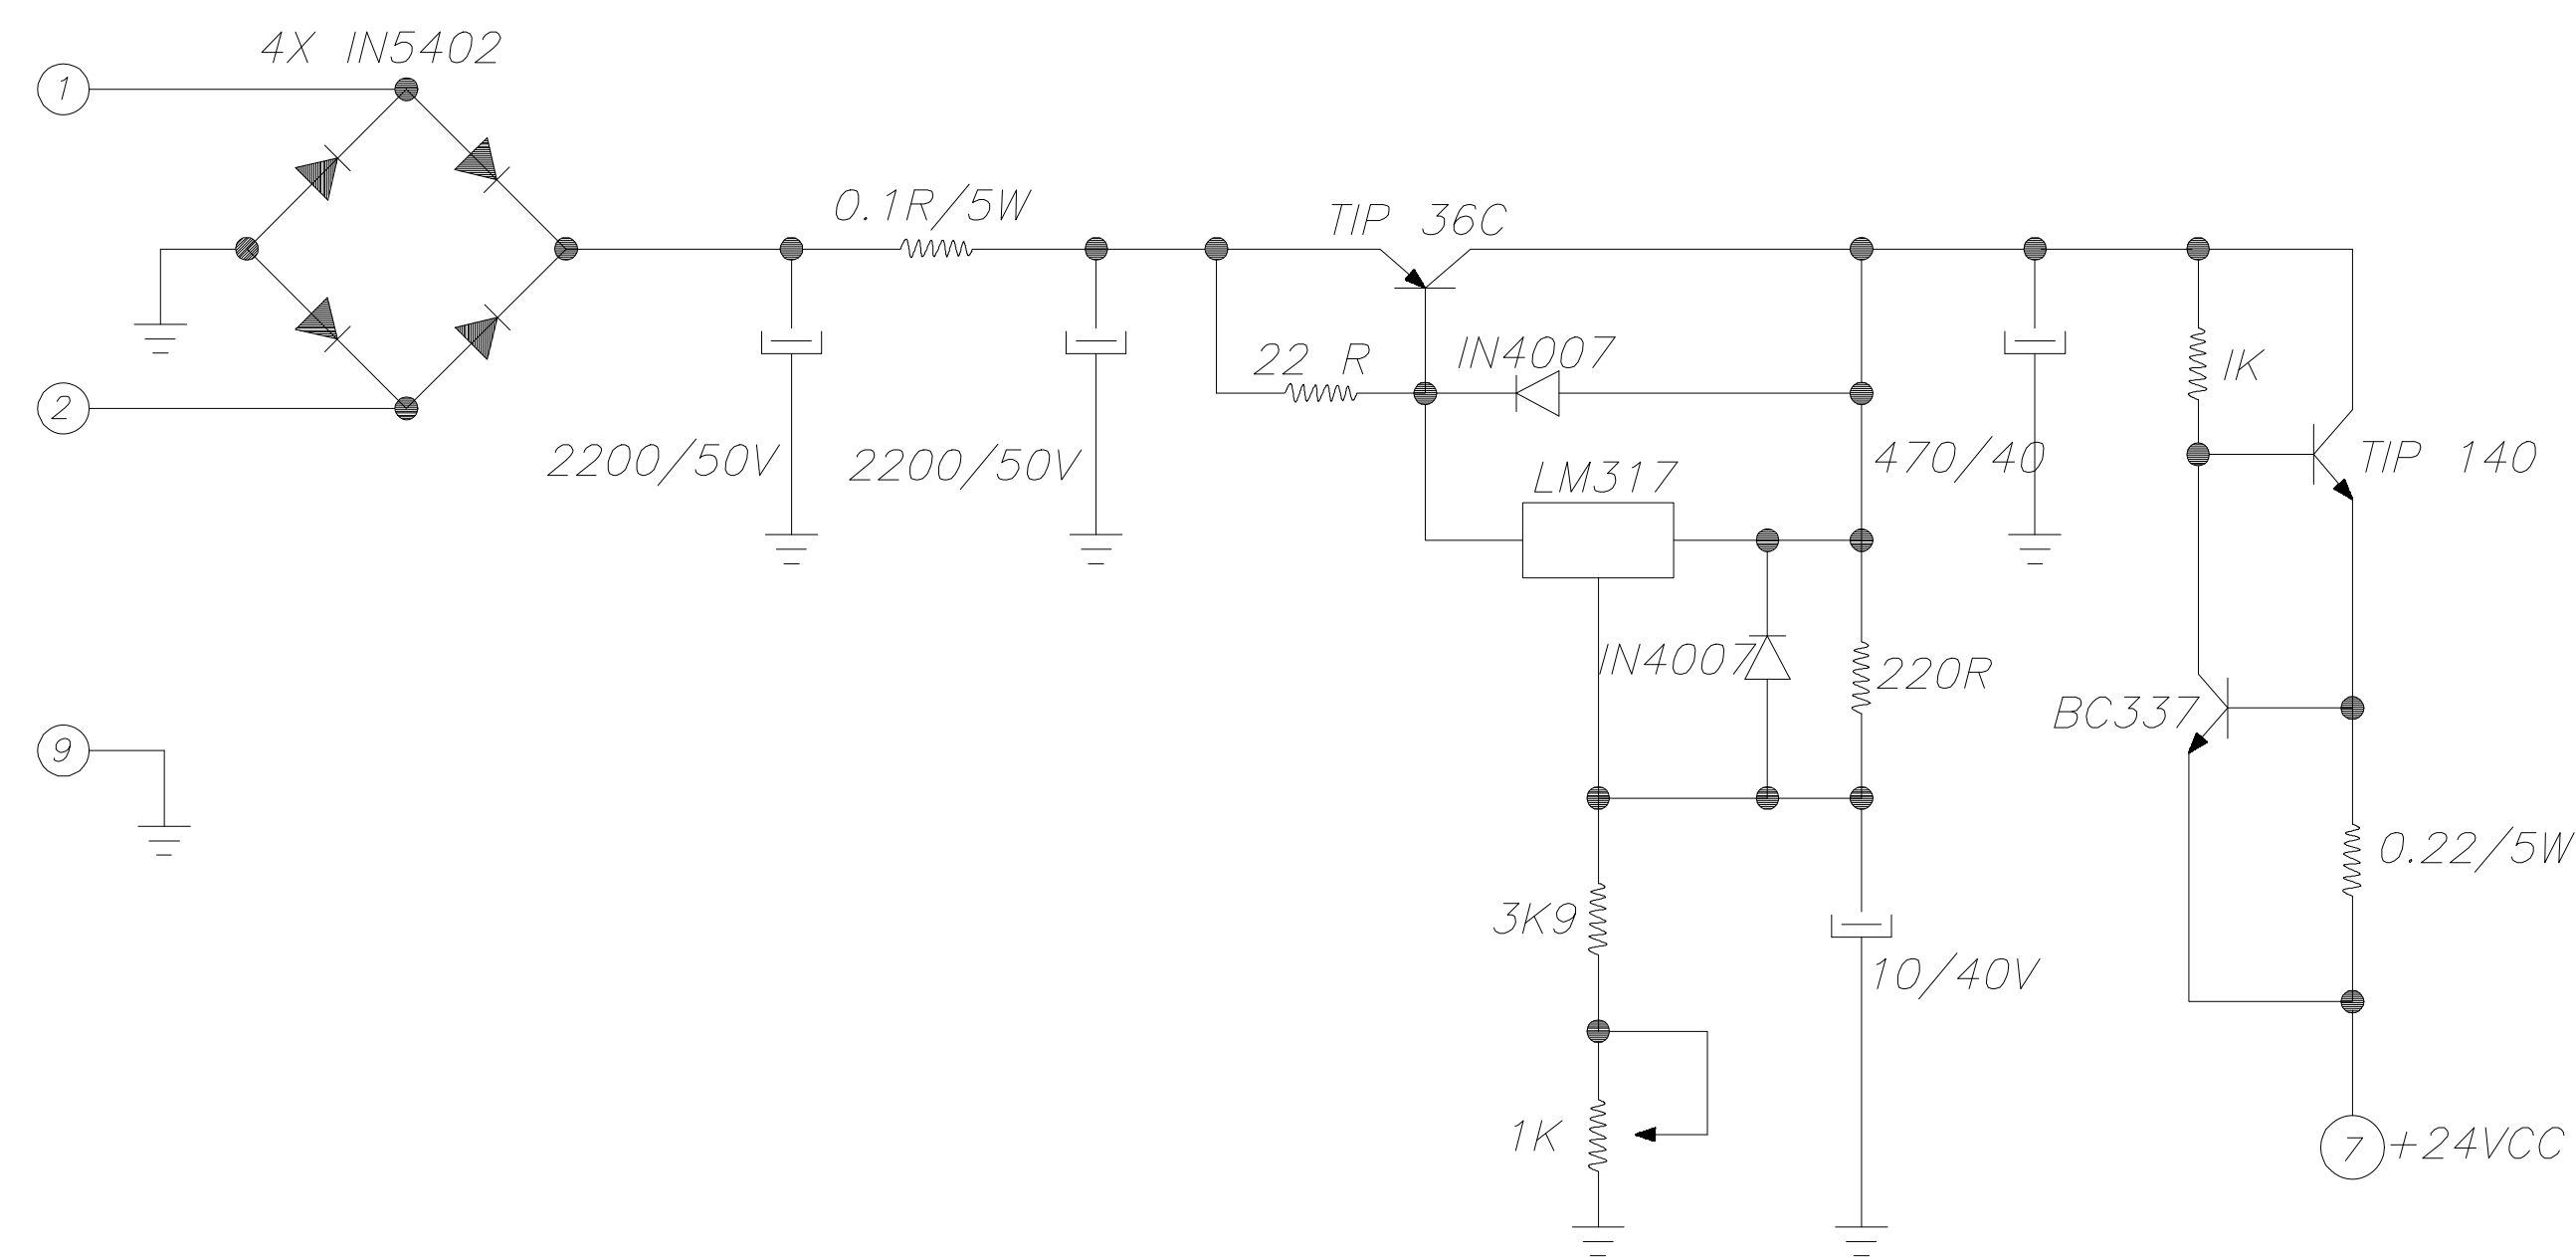 4X IN5402
1
0.1R/5W
TIP 36C
22 R
IN4007
1K
2
2200/50V
2200/50V
LM317
470/40
TIP 140
IN4007
220R
BC337
9
0.22/5W
3K9
10/40V
1K
7
+24VCC